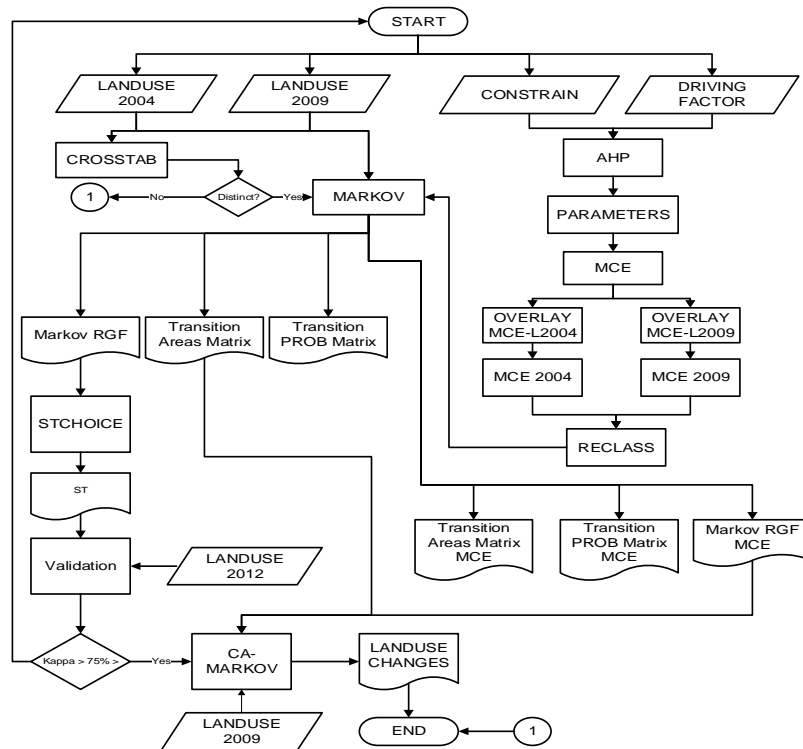 START
LANDUSE
2004
LANDUSE
2009
CONSTRAIN
DRIVING
FACTOR
CROSSTAB
AHP
1
No
Distinct?
Yes
MARKOV
PARAMETERS
MCE
Markov RGF
Transition
Areas Matrix
Transition
PROB Matrix
OVERLAY
MCE-L2004
OVERLAY
MCE-L2009
MCE 2004
MCE 2009
STCHOICE
RECLASS
ST
Transition
Areas Matrix
MCE
Transition
PROB Matrix
MCE
Markov RGF
MCE
Validation
LANDUSE
2012
Kappa > 75% >
Yes
CA-
MARKOV
LANDUSE
CHANGES
LANDUSE
2009
END
1